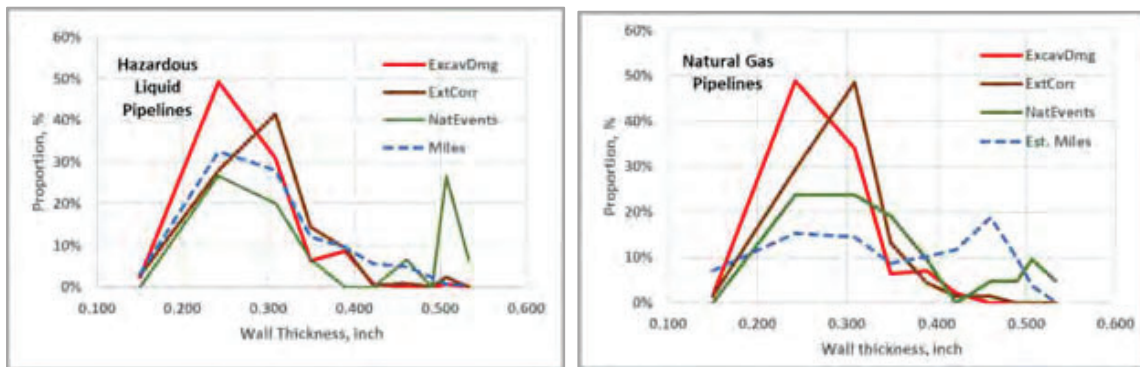 60%
50%
40%
30%
20%
10%
0%
Proportion, %
Hazardous
Liquid
Pipelines
ExcavDmg
ExtCorr
NatEvents
Miles
0.100 0.200 0.300 0.400 0.500 0.600
Wall Thickness, inch
60%
50%
40%
30%
20%
10%
0%
Proportion, %
Natural Gas
Pipelines
ExcavDmg
ExtCorr
NatEvents
Est. Miles
0.100 0.200 0.300 0.400 0.500 0.600
Wall thickness, inch